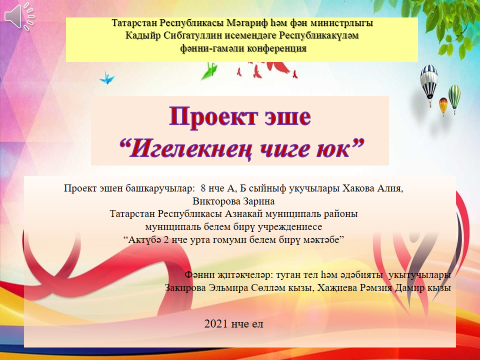 Татарстан Республикасы Мәгариф һәм фән министрлыгы
Кадыйр Сибгатуллин исемендәге Республикакүләм
фәнни-гамәли конференция
Проект эше
“Игелекнең чиге юк”
Проект эшен башкаручылар: 8 нче А, Б сыйныф укучылары Хакова Алия,
Викторова Зарина
Татарстан Республикасы Азнакай муниципаль районы
муниципаль белем бирү учреждениесе
“Актүбә 2 нче урта гомуми белем бирү мәктәбе”
Фәнни җитәкчеләр: туган тел һәм әдәбияты укытучылары
Закирова Эльмира Сөлләм кызы, Хаҗиева Рәмзия Дамир кызы
2021 нче ел